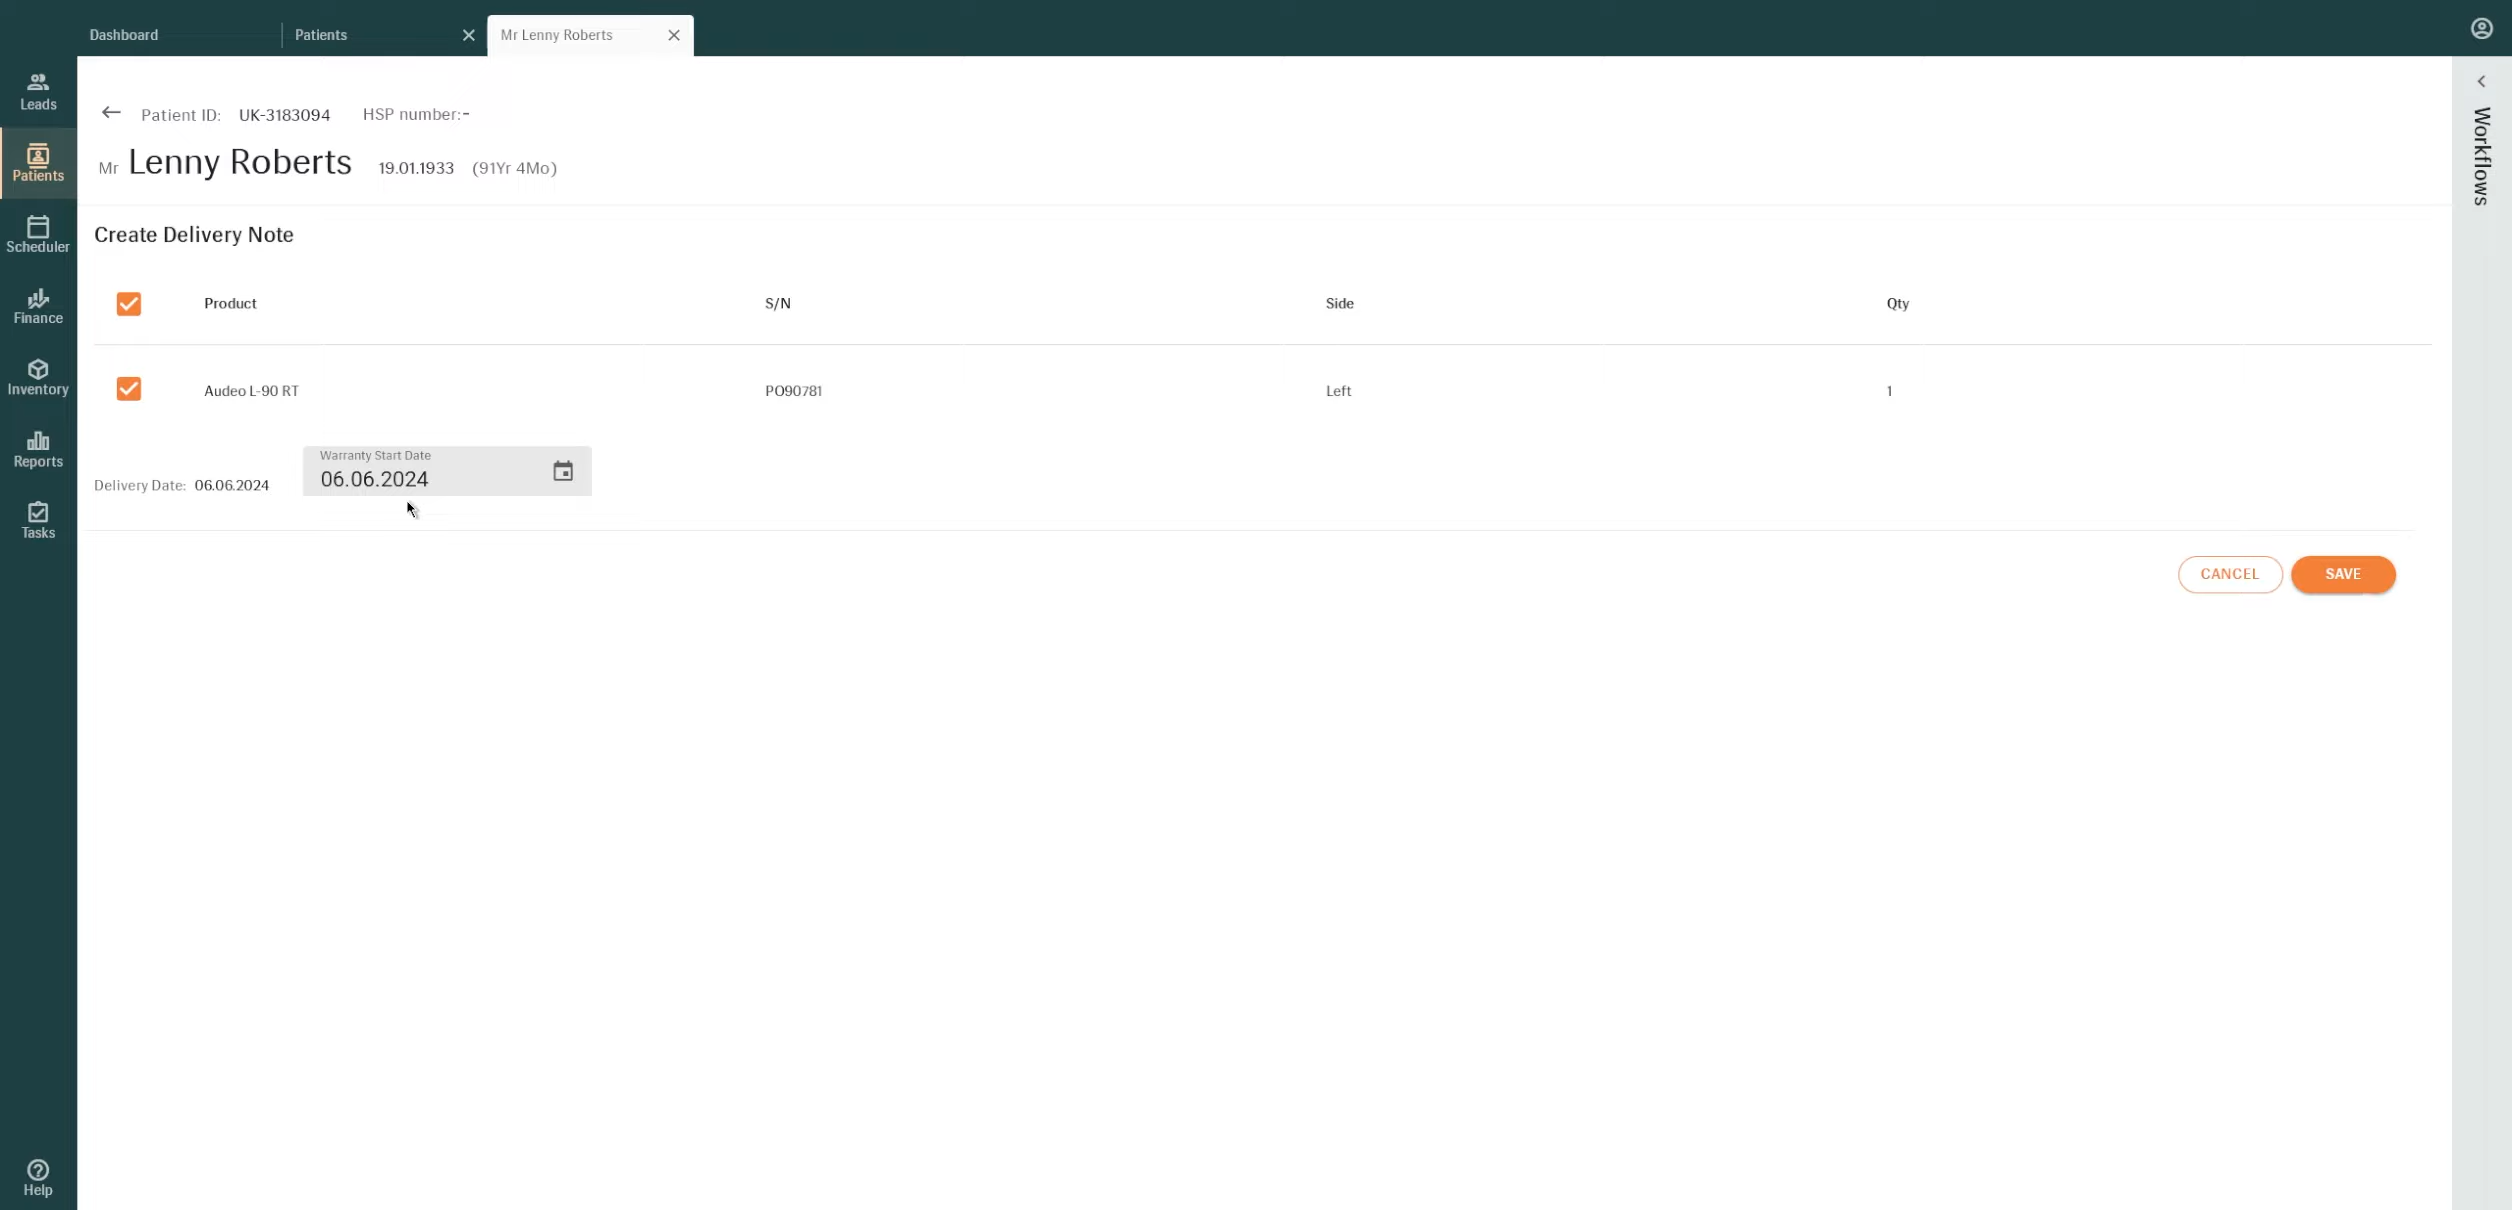 Dashboard
Patients
Mr Lenny Roberts
Leads
Patients
Scheduler
Finance
Inventory
Reports
Tasks
Help
Patient ID: UK-3183094 HSP number:-
Mr Lenny Roberts 19.01.1933 (91Yr 4Mo)
Create Delivery Note
Product S/N Side Qty
Audeo L-90 RT PO90781 Left 1
Warranty Start Date
06.06.2024
Delivery Date: 06.06.2024
CANCEL SAVE
Workflows